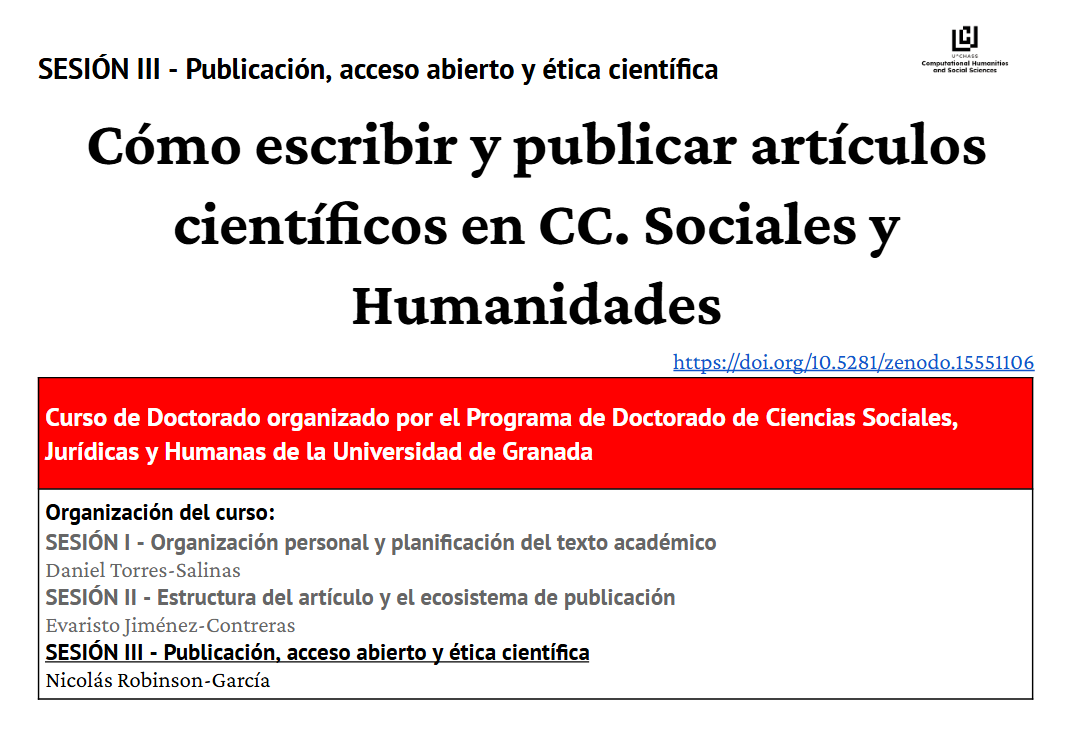 SESIÓN III - Publicación, acceso abierto y ética científica
U*CHASS
Computational Humanities
and Social Sciences
Cómo escribir y publicar artículos
científicos en CC. Sociales y
Humanidades
https://doi.org/10.5281/zenodo.15551106
Curso de Doctorado organizado por el Programa de Doctorado de Ciencias Sociales,
Jurídicas y Humanas de la Universidad de Granada
Organización del curso:
SESIÓN I - Organización personal y planificación del texto académico
Daniel Torres-Salinas
SESIÓN II - Estructura del artículo y el ecosistema de publicación
Evaristo Jiménez-Contreras
SESIÓN III - Publicación, acceso abierto y ética científica
Nicolás Robinson-García